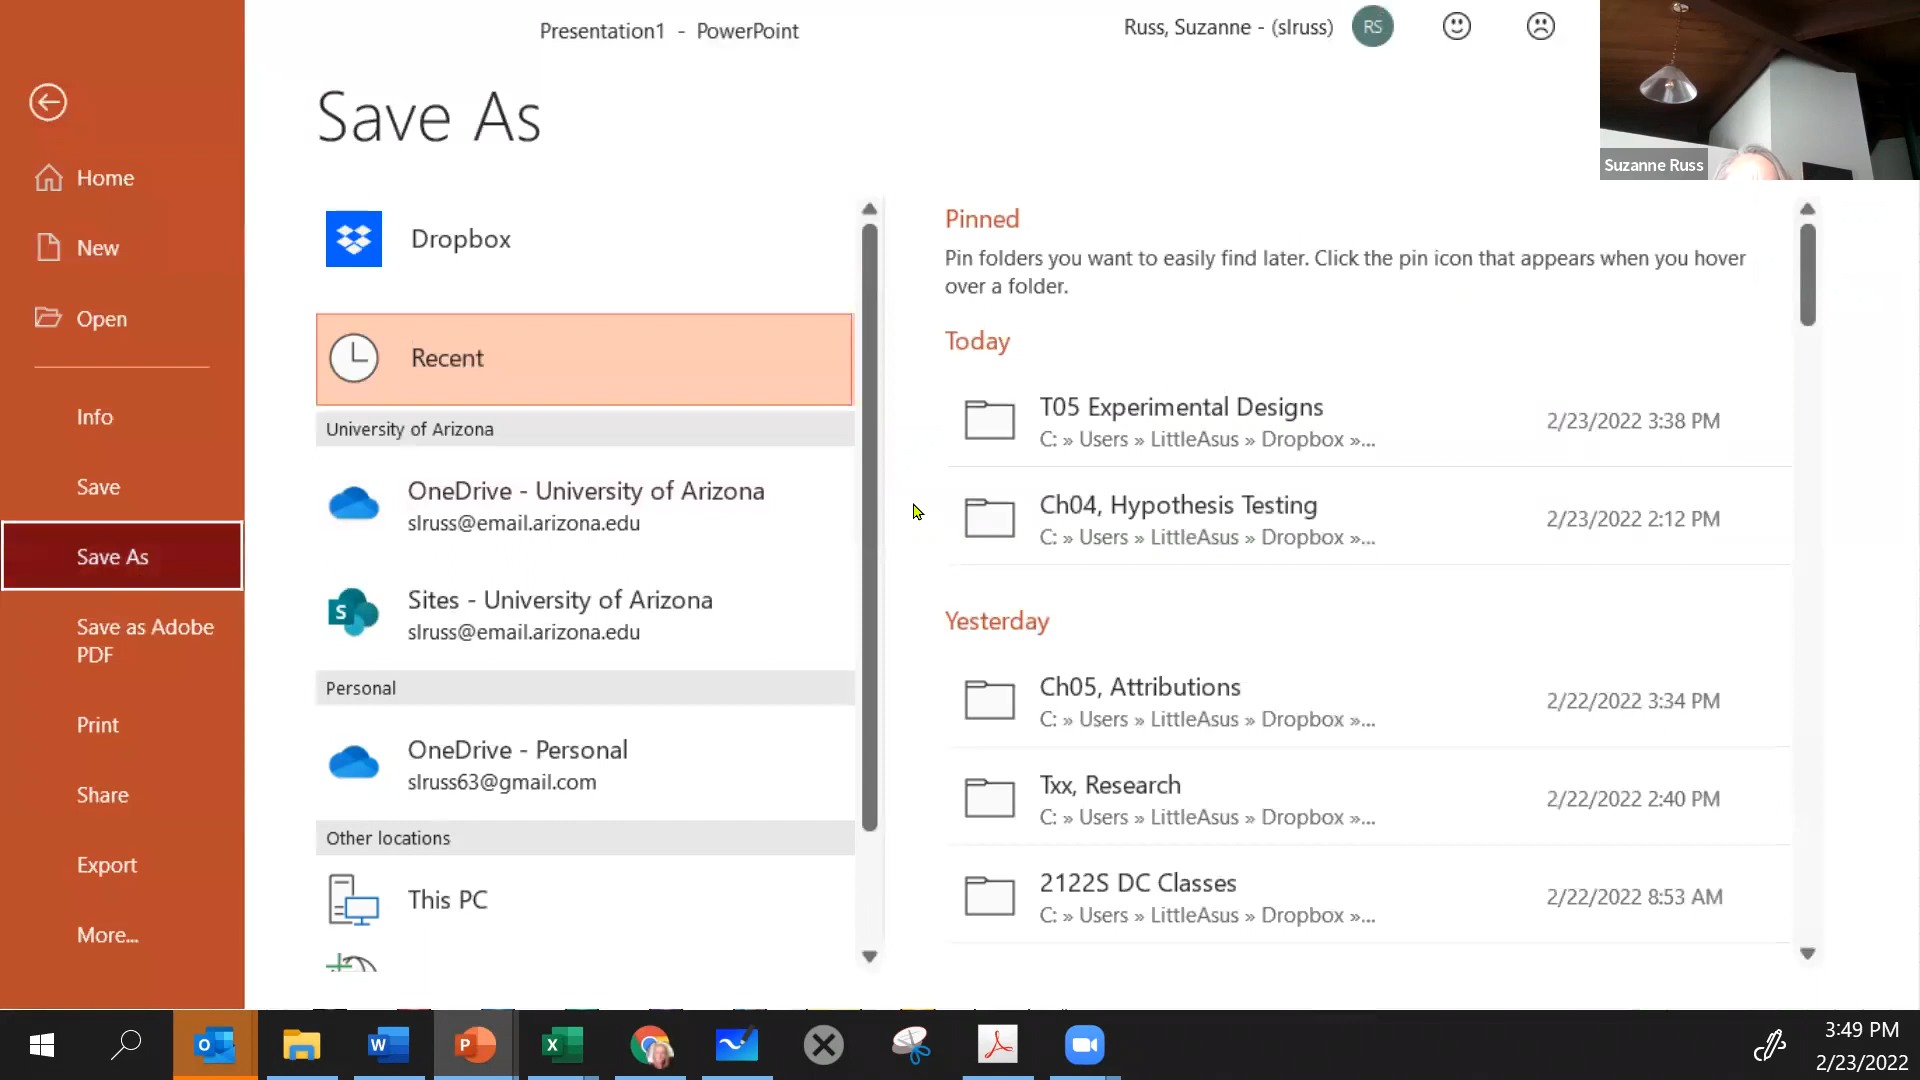 Presentation1 - PowerPoint
Russ, Suzanne - (slruss)
RS
Suzanne Russ
Save As
Home
New
Open
Info
Save
Save As
Save as Adobe
PDF
Print
Share
Export
More...
Dropbox
Recent
University of Arizona
OneDrive - University of Arizona
slruss@email.arizona.edu
S
Sites - University of Arizona
slruss@email.arizona.edu
Personal
OneDrive - Personal
slruss63@gmail.com
Other locations
This PC
Pinned
Pin folders you want to easily find later. Click the pin icon that appears when you hover
over a folder.
Today
T05 Experimental Designs
C: » Users » LittleAsus » Dropbox »...
2/23/2022 3:38 PM
Ch04, Hypothesis Testing
C: » Users » LittleAsus » Dropbox »...
2/23/2022 2:12 PM
Yesterday
Ch05, Attributions
C: » Users » LittleAsus » Dropbox »...
2/22/2022 3:34 PM
Txx, Research
C: » Users » LittleAsus » Dropbox »...
2/22/2022 2:40 PM
2122S DC Classes
C: » Users » LittleAsus » Dropbox »...
2/22/2022 8:53 AM
O
W
P
X
3:49 PM
2/23/2022